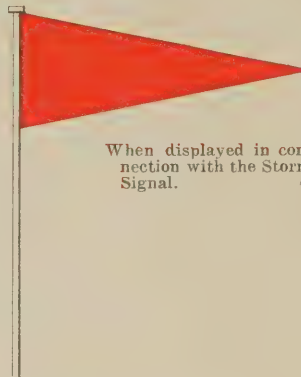 When displayed in con
nection with the Storm
Signal.